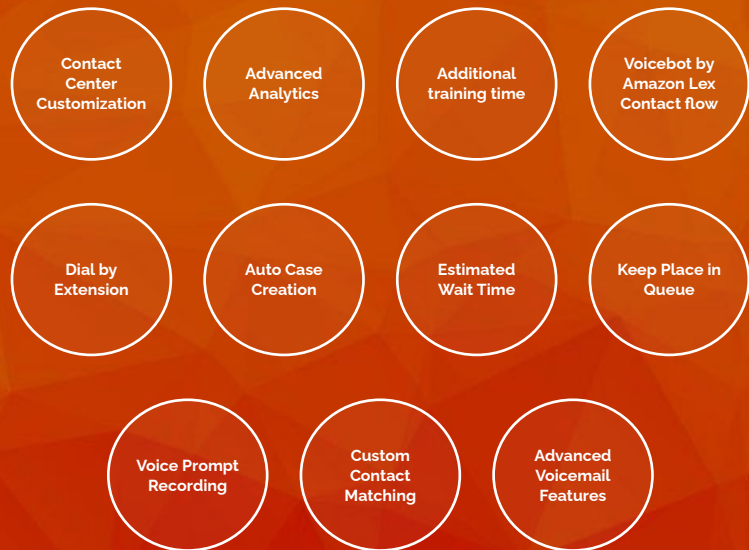 Contact
Center
Customization
Advanced
Analytics
Additional
training time
Voicebot by
Amazon Lex
Contact flow
Dial by
Extension
Auto Case
Creation
Estimated
Wait Time
Keep Place in
Queue
Voice Prompt
Recording
Custom
Contact
Matching
Advanced
Voicemail
Features